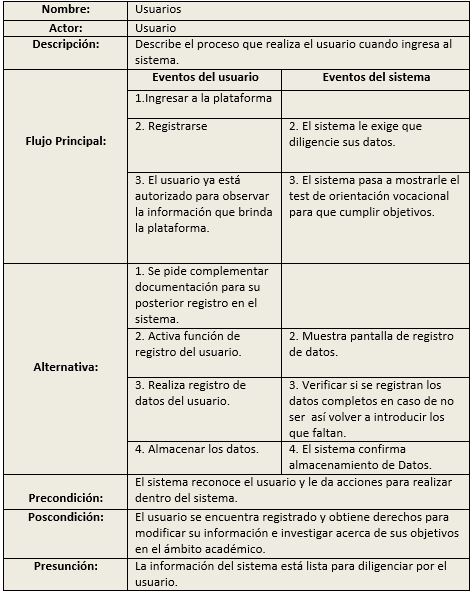 Nombre: Usuarios
Actor: Usuario
Descripción: Describe el proceso que realiza el usuario cuando ingresa al
sistema.
Flujo Principal:
Eventos del usuario Eventos del sistema
1.Ingresar a la plataforma
2. Registrarse
2. El sistema le exige que
diligencie sus datos.
3. El usuario ya está
autorizado para observar
la información que brinda
la plataforma.
3. El sistema pasa a mostrarle el
test de orientación vocacional
para que cumplir objetivos.
Alternativa:
1. Se pide complementar
documentación para su
posterior registro en el
sistema.
2. Activa función de
registro del usuario.
2. Muestra pantalla de registro
de datos.
3. Realiza registro de
datos del usuario.
3. Verificar si se registran los
datos completos en caso de no
ser así volver a introducir los
que faltan.
4. Almacenar los datos.
4. El sistema confirma
almacenamiento de Datos.
Precondición:
El sistema reconoce el usuario y le da acciones para realizar
dentro del sistema.
Poscondición:
El usuario se encuentra registrado y obtiene derechos para
modificar su información e investigar acerca de sus objetivos
en el ámbito académico.
Presunción:
La información del sistema está lista para diligenciar por el
usuario.